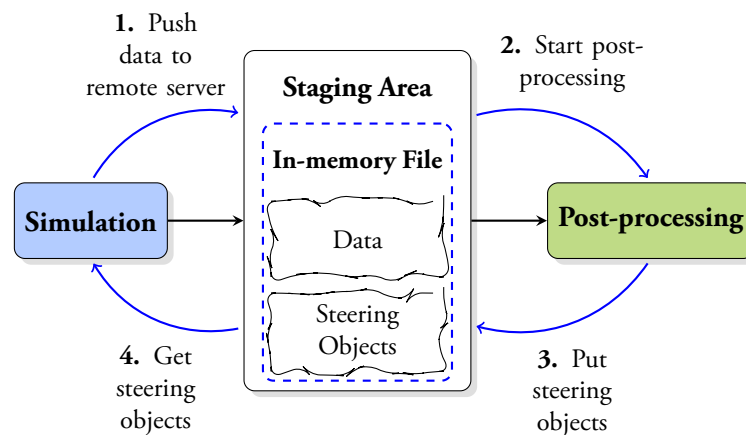 1. Push
data to
remote server
2. Start post-
processing
Staging Area
In-memory File
Simulation
Data
Post-processing
Steering
Objects
4. Get
steering
objects
3. Put
steering
objects